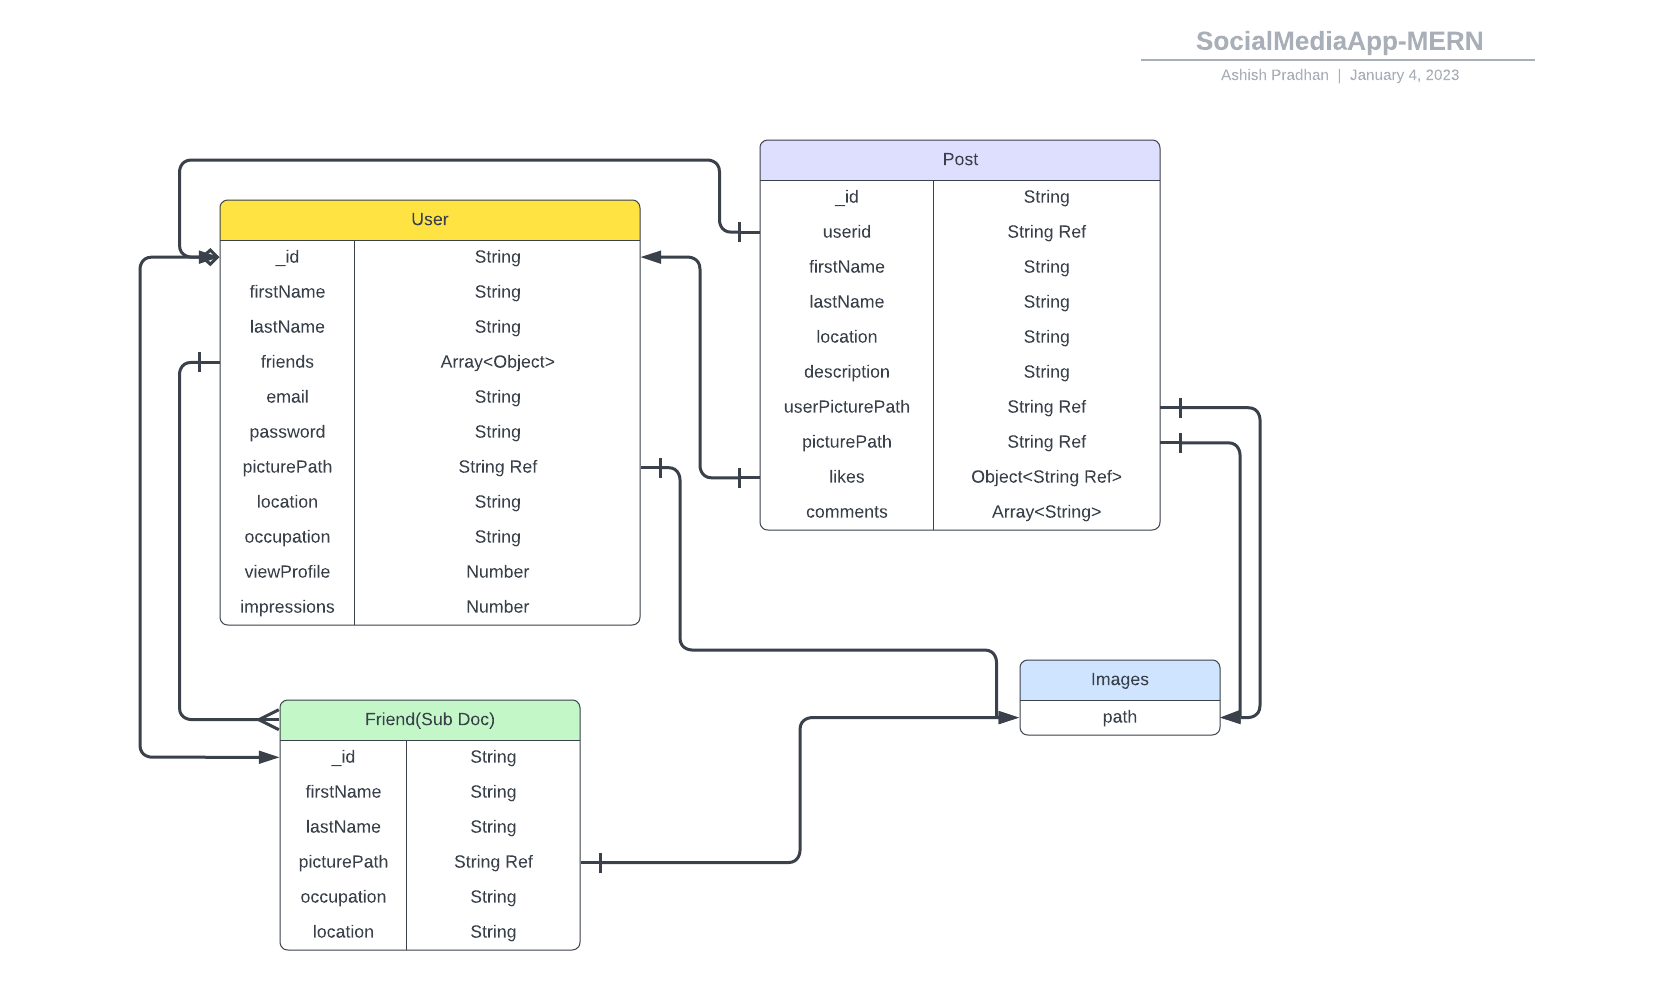 SocialMediaApp-MERN
Ashish Pradhan | January 4, 2023
User
_id String
firstName String
lastName String
friends Array<Object>
email String
password String
picturePath String Ref
location String
occupation String
viewProfile Number
impressions Number
Post
_id String
userid String Ref
firstName String
lastName String
location String
description String
userPicturePath String Ref
picturePath String Ref
likes Object<String Ref>
comments Array<String>
Friend(Sub Doc)
_id String
firstName String
lastName String
picturePath String Ref
occupation String
location String
Images
path